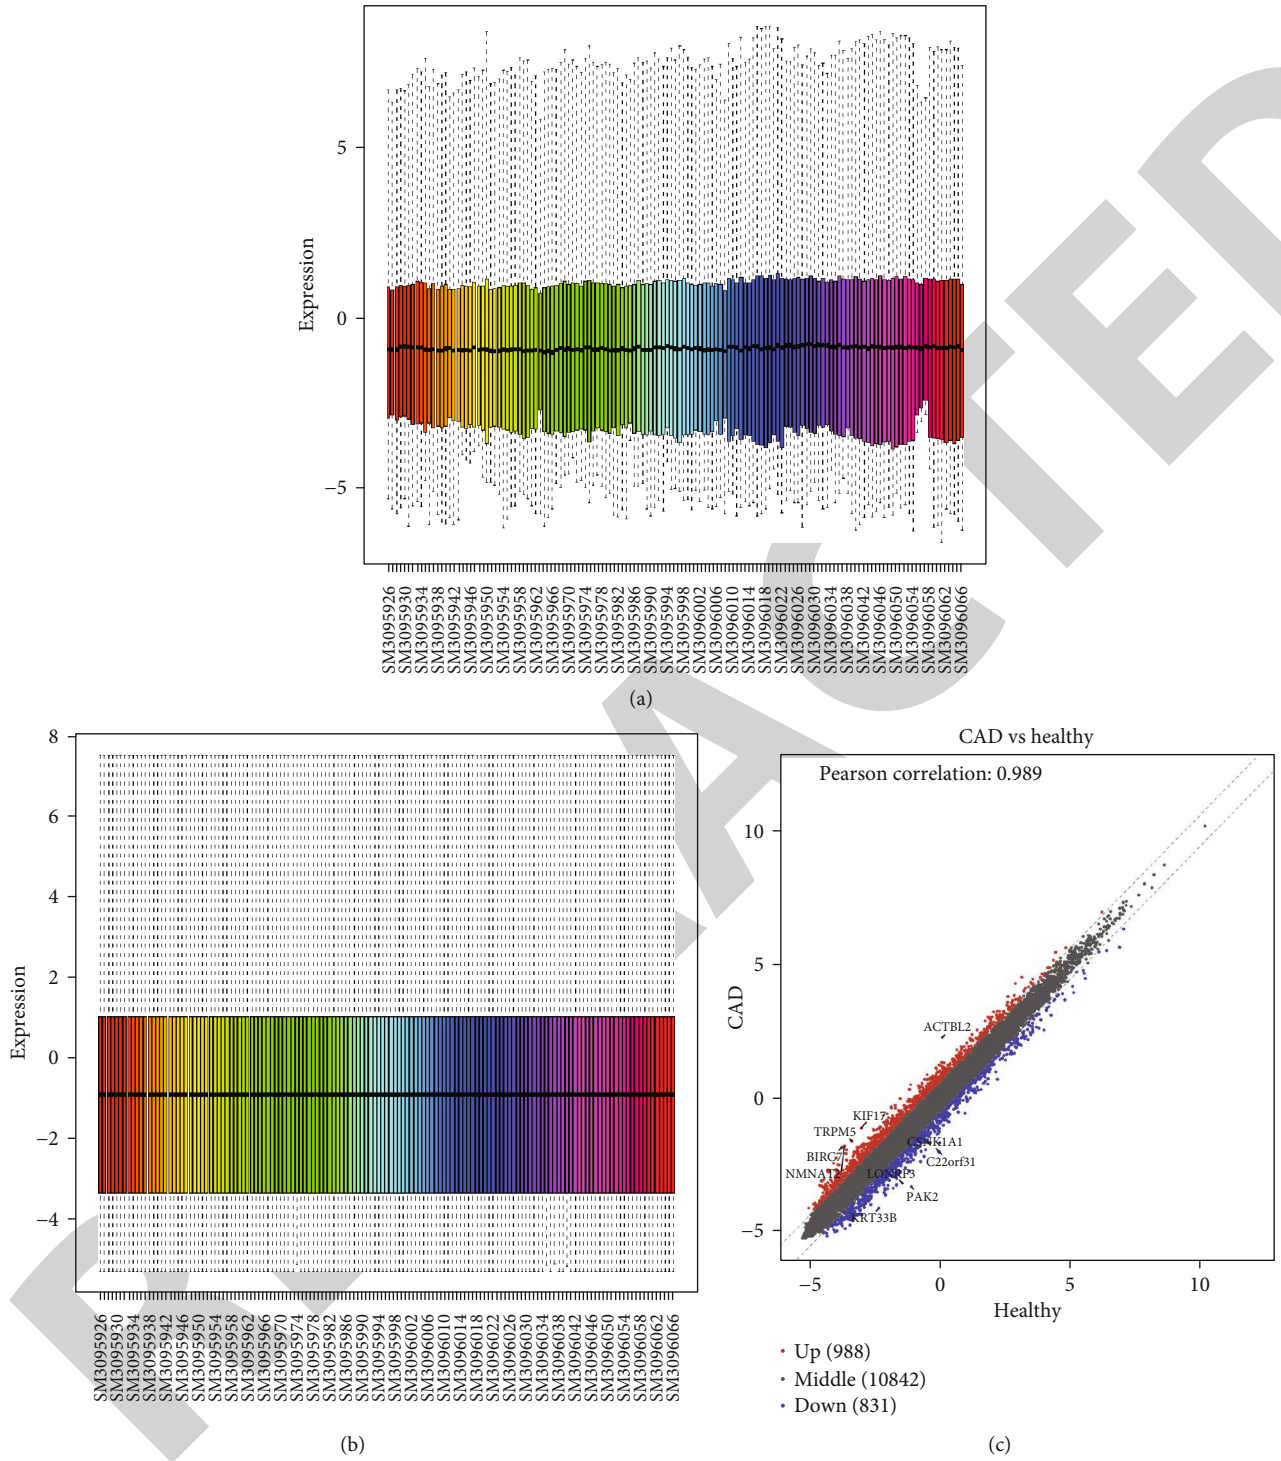 5
0
−5
Expression
SM3095926
SM3095930
SM3095934
SM3095938
SM3095942
SM3095946
SM3095950
SM3095954
SM3095958
SM3095962
SM3095966
SM3095970
SM3095974
SM3095978
SM3095982
SM3095986
SM3095990
SM3095994
SM3095998
SM3096002
SM3096006
SM3096010
SM3096014
SM3096018
SM3096022
SM3096026
SM3096030
SM3096034
SM3096038
SM3096042
SM3096046
SM3096050
SM3096054
SM3096058
SM3096062
SM3096066
(a)
8
6
4
2
0
−2
−4
Expression
SM3095926
SM3095930
SM3095934
SM3095938
SM3095942
SM3095946
SM3095950
SM3095954
SM3095958
SM3095962
SM3095966
SM3095970
SM3095974
SM3095978
SM3095982
SM3095986
SM3095990
SM3095994
SM3095998
SM3096002
SM3096006
SM3096010
SM3096014
SM3096018
SM3096022
SM3096026
SM3096030
SM3096034
SM3096038
SM3096042
SM3096046
SM3096050
SM3096054
SM3096058
SM3096062
SM3096066
(b)
CAD vs healthy
Pearson correlation: 0.989
10
5
0
−5
CAD
ACTBL2
KIF17
TRPM5
CSNK1A1
BIRC7
C22orf31
NMNAT2
LONRF3
PAK2
KRT33B
−5
0
5
10
Healthy
Up (988)
Middle (10842)
Down (831)
(c)
RETRACTED